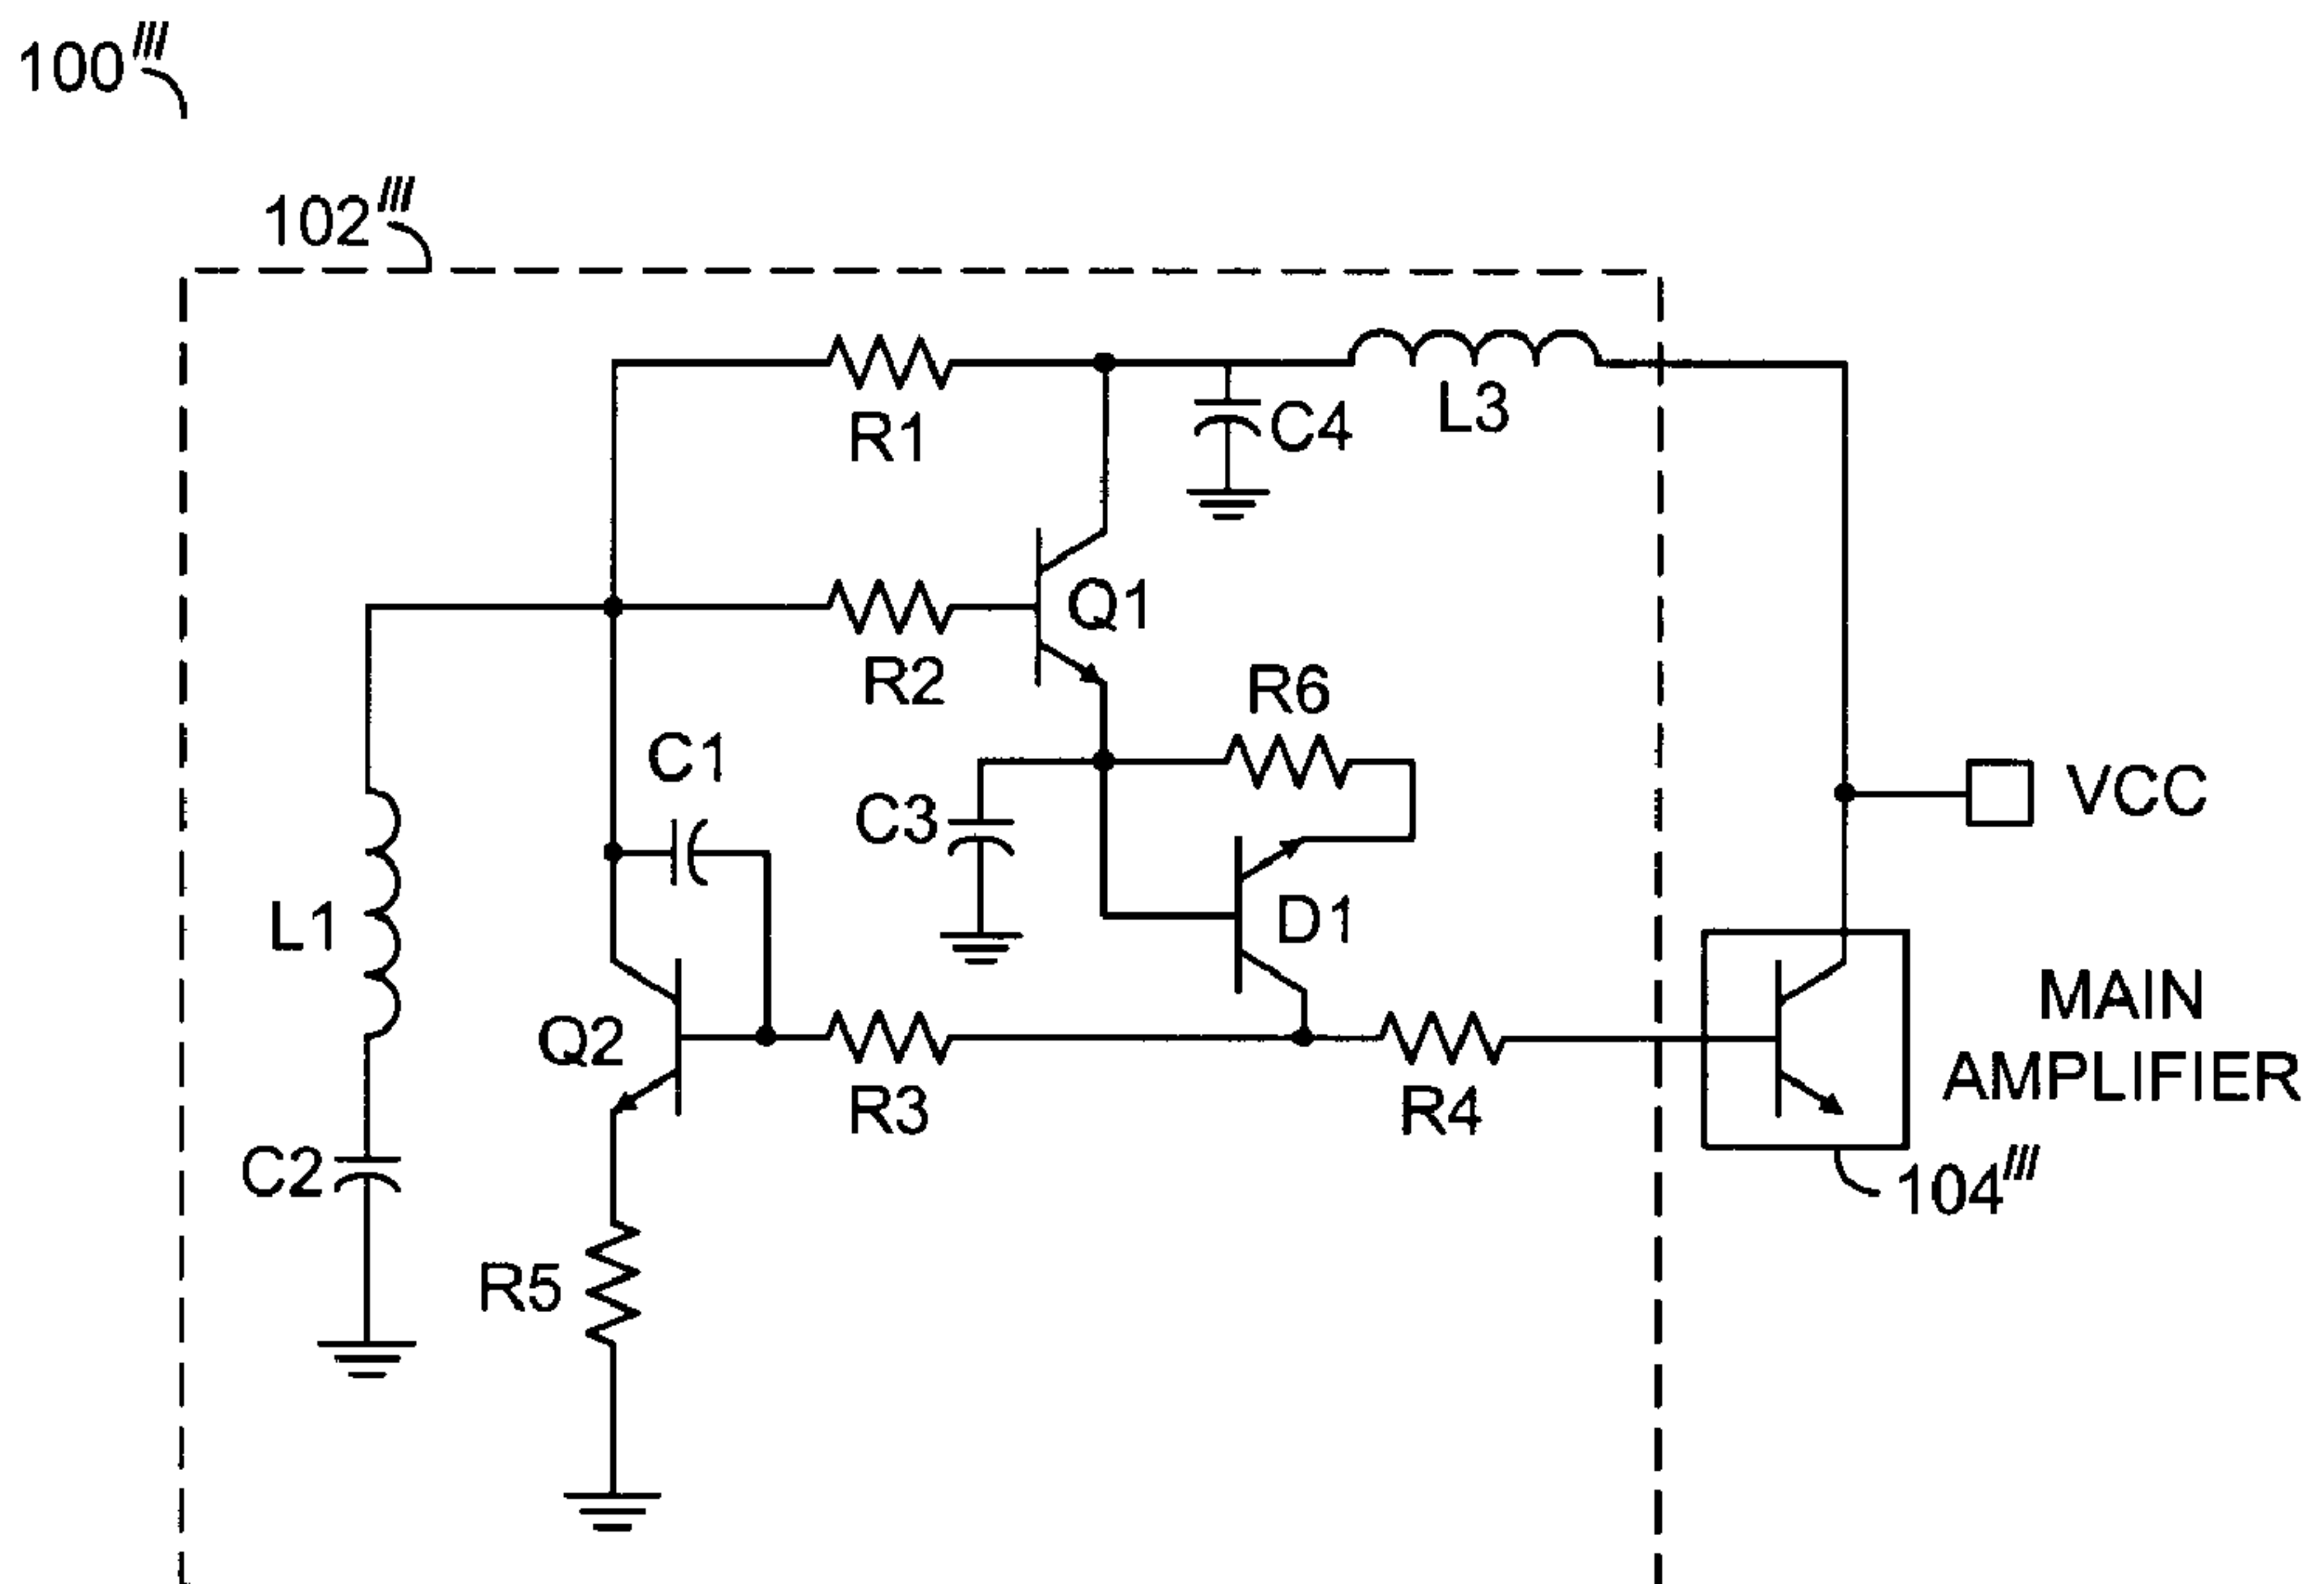 100''''
102''''
R1
C4
L3
R2
Q1
R6
C1
C3
VCC
L1
D1
Q2
R3
R4
MAIN
AMPLIFIER
C2
104''''
R5